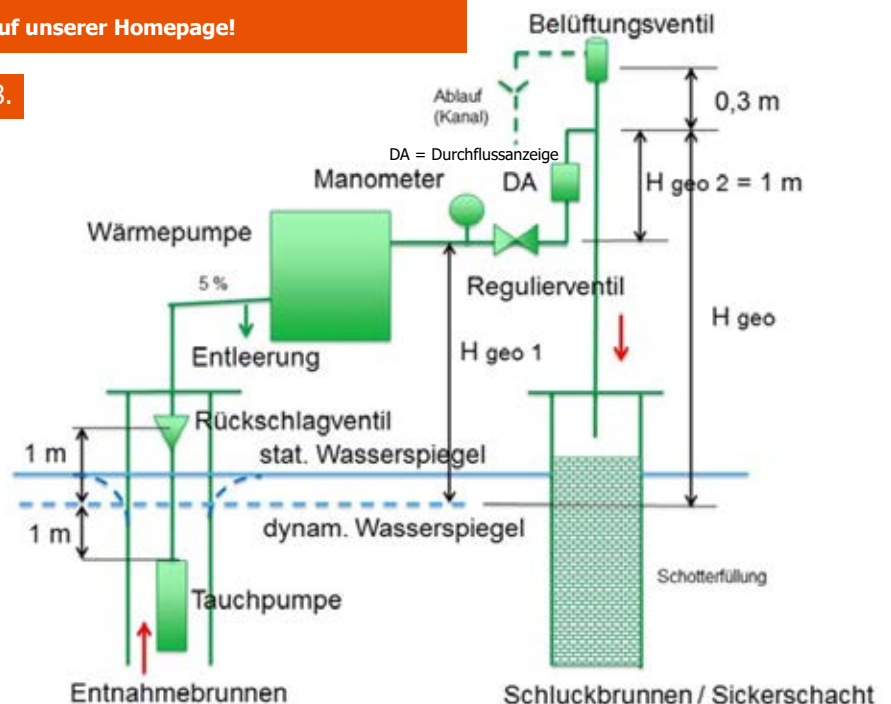 uf unserer Homepage!
3.
Belüftungsventil
Ablauf
(Kanal)
0,3 m
DA = Durchflussanzeige
Manometer
DA
H geo 2 = 1 m
Wärmepumpe
5 %
Regulierventil
H geo
Entleerung
H geo 1
Rückschlagventil
1 m
stat. Wasserspiegel
1 m
dynam. Wasserspiegel
Schotterfüllung
Tauchpumpe
Entnahmebrunnen
Schluckbrunnen / Sickerschacht